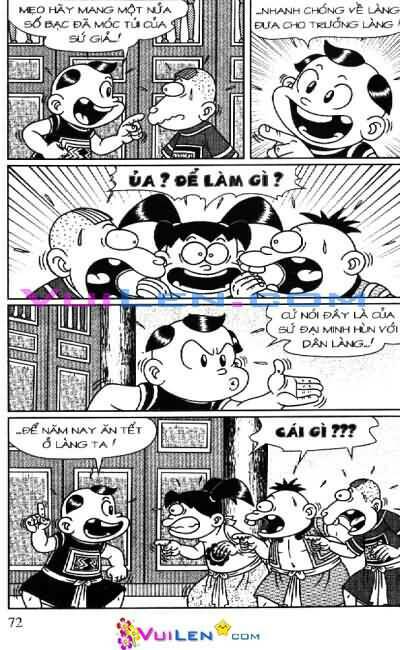 MẸO HÃY MANG MỘT NỬA
SỐ BẠC ĐÃ MÓC TÚI CỦA
SỨ GIẢ...!
...NHANH CHÓNG VỀ LÀNG
ĐƯA CHO TRƯỞNG LÀNG!
ỦA? ĐỂ LÀM GÌ?
VUILEN.COM
CỨ NÓI ĐÂY LÀ CỦA
SỨ ĐẠI MINH HÙN VỚI
DÂN LÀNG..!
...ĐỂ NĂM NAY ĂN TẾT
Ở LÀNG TA!
CÁI GÌ???
72
VUILEN.COM